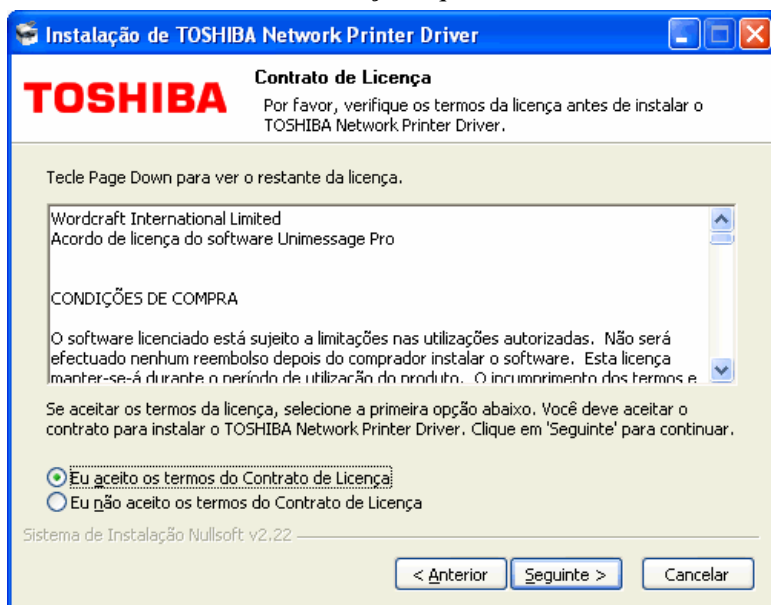 Instalação de TOSHIBA Network Printer Driver
TOSHIBA
Contrato de Licença
Por favor, verifique os termos da licença antes de instalar o
TOSHIBA Network Printer Driver.
Tecle Page Down para ver o restante da licença.
Wordcraft International Limited
Acordo de licença do software Unimessage Pro
CONDIÇÕES DE COMPRA
O software licenciado está sujeito a limitações nas utilizações autorizadas. Não será
efectuado nenhum reembolso depois do comprador instalar o software. Esta licença
manter-se-á durante o período de utilização do produto. O incumprimento dos termos e
Se aceitar os termos da licença, selecione a primeira opção abaixo. Você deve aceitar o
contrato para instalar o TOSHIBA Network Printer Driver. Clique em 'Seguinte' para continuar.
Eu aceito os termos do Contrato de Licença
Eu não aceito os termos do Contrato de Licença
Sistema de Instalação Nullsoft v2.22
< Anterior
Seguinte >
Cancelar